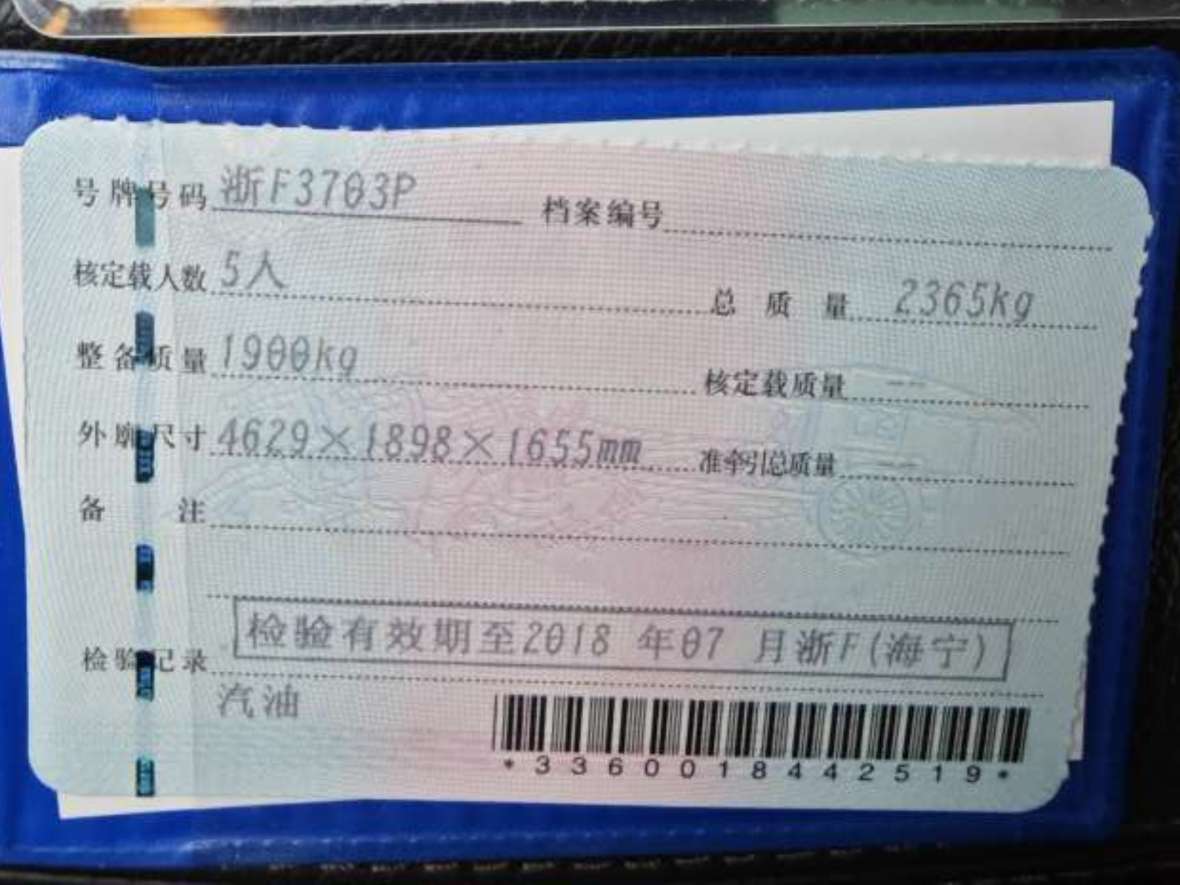 号牌号码 浙F3703P 档案编号
核定载人数 5人 总质量 2365kg
整备质量 1900kg 核定载质量 --
外廓尺寸 4629×1898×1655mm 准牵引总质量 --
备注
检验记录 检验有效期至2018 年07 月浙F(海宁)
汽油
*3360018442519*